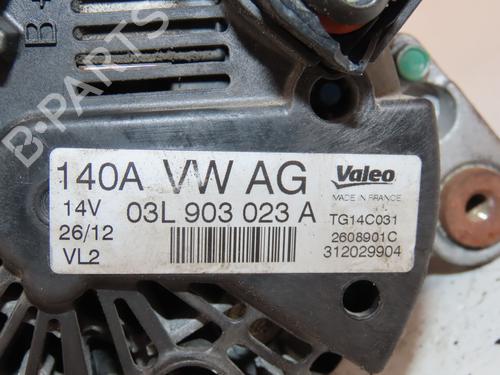 B+
B-PARTS
140A VW AG
14V 03L 903 023 A
26/12
VL2
Valeo
MADE IN FRANCE
TG14C031
2608901C
312029904